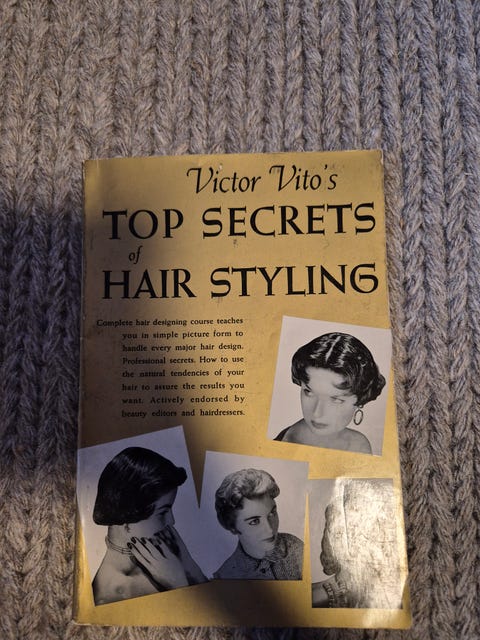 Victor Vito's
TOP SECRETS
of
HAIR STYLING
Complete hair designing course teaches
you in simple picture form to
handle every major hair design.
Professional secrets. How to use
the natural tendencies of your
hair to assure the results you
want. Actively endorsed by
beauty editors and hairdressers.